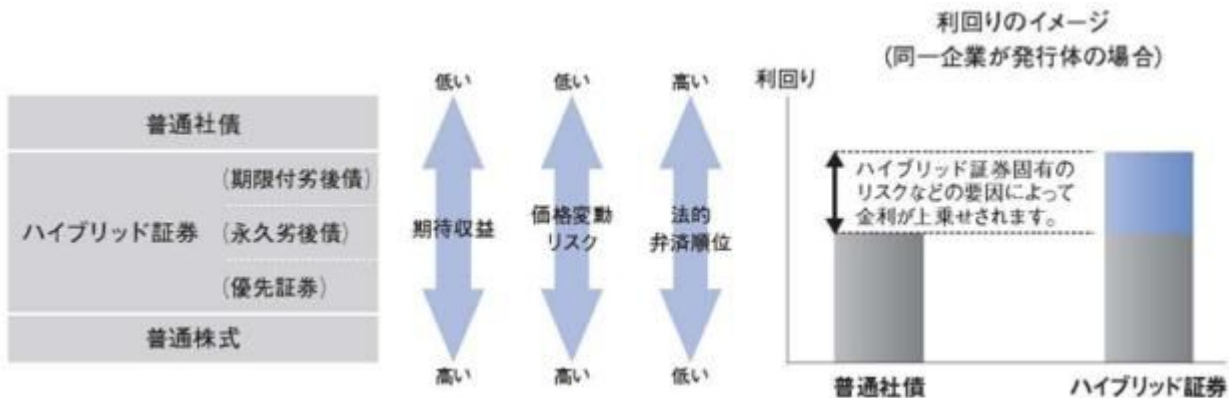 普通社債
ハイブリッド証券
(期限付劣後債)
(永久劣後債)
(優先証券)
普通株式
低い
期待収益
高い
低い
価格変動
リスク
高い
高い
法的
弁済順位
低い
利回りのイメージ
(同一企業が発行体の場合)
利回り
ハイブリッド証券固有の
リスクなどの要因によって
金利が上乗せされます。
普通社債
ハイブリッド証券